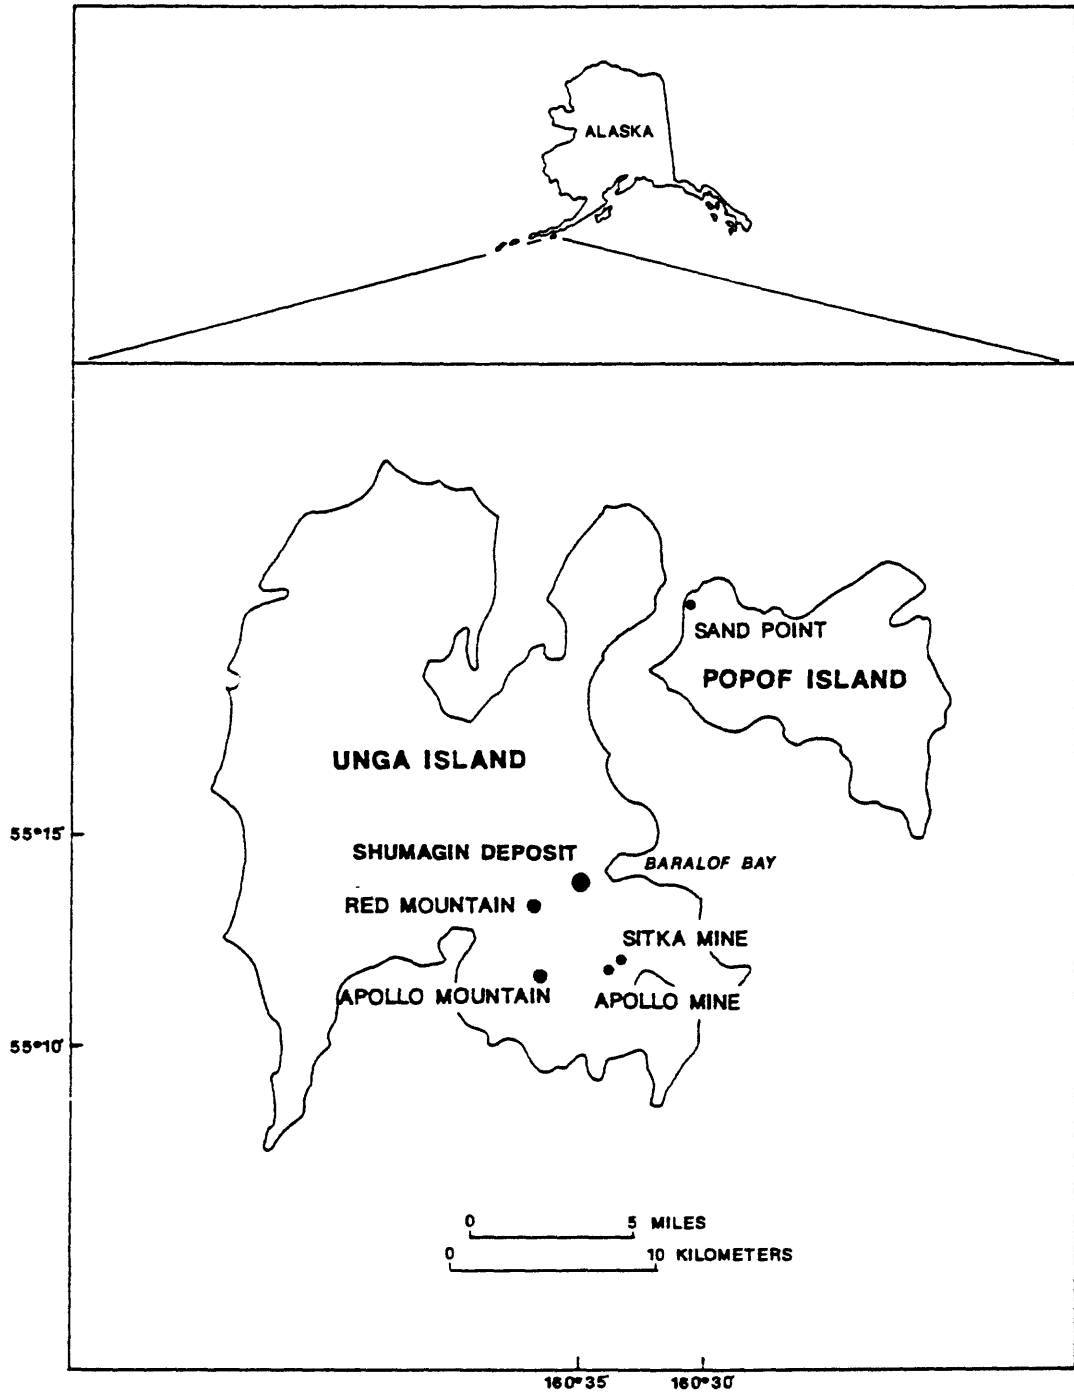 ALASKA
SAND POINT
POPOF ISLAND
UNGA ISLAND
55°15'
SHUMAGIN DEPOSIT
BARALOF BAY
RED MOUNTAIN
SITKA MINE
APOLLO MOUNTAIN
APOLLO MINE
55°10'
0 5 MILES
0 10 KILOMETERS
160°35' 160°30'